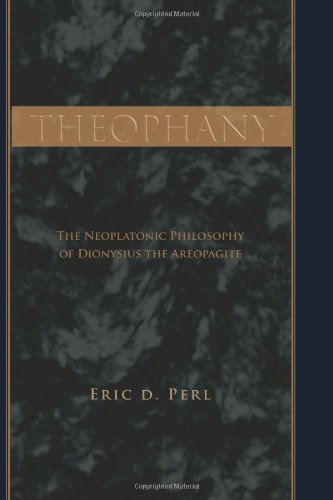 THEOPHANY
THE NEOPLATONIC PHILOSOPHY
OF DIONYSIUS THE AREOPAGITE
ERIC D. PERL